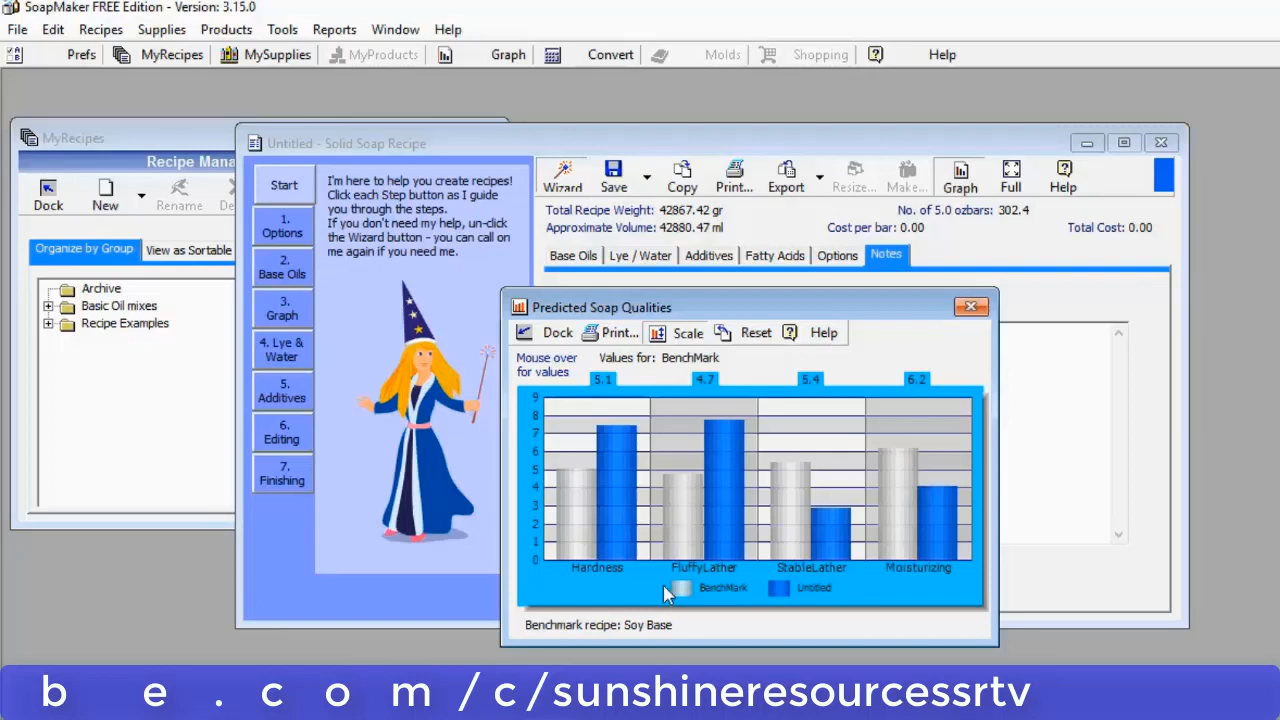 SoapMaker FREE Edition - Version: 3.15.0
File Edit Recipes Supplies Products Tools Reports Window Help
Prefs MyRecipes MySupplies MyProducts Graph Convert Molds Shopping Help
MyRecipes
Recipe Mana
Dock New Rename
Organize by Group View as Sortable
Archive
Basic Oil mixes
Recipe Examples
Untitled - Solid Soap Recipe
Start
1. Options
2. Base Oils
3. Graph
4. Lye & Water
5. Additives
6. Editing
7. Finishing
I'm here to help you create recipes!
Click each Step button as I guide
you through the steps.
If you don't need my help, un-click
the Wizard button - you can call on
me again if you need me.
Wizard Save Copy Print... Export Resize... Make... Graph Full Help
Total Recipe Weight: 42867.42 gr No. of 5.0 ozbars: 302.4
Approximate Volume: 42880.47 ml Cost per bar: 0.00 Total Cost: 0.00
Base Oils Lye / Water Additives Fatty Acids Options Notes
Predicted Soap Qualities
Dock Print... Scale Reset Help
Mouse over Values for: BenchMark
for values
5.1 4.7 5.4 6.2
9
8
7
6
5
4
3
2
1
0
Hardness FluffyLather StableLather Moisturizing
BenchMark Untitled
Benchmark recipe: Soy Base
b e . c o m / c /sunshineresourcessrtv